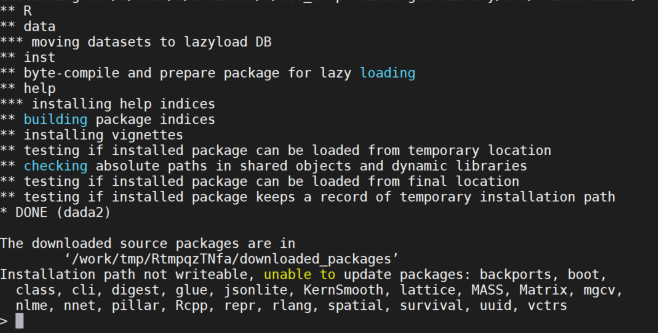 ** R
** data
*** moving datasets to lazyload DB
** inst
** byte-compile and prepare package for lazy loading
** help
*** installing help indices
** building package indices
** installing vignettes
** testing if installed package can be loaded from temporary location
** checking absolute paths in shared objects and dynamic libraries
** testing if installed package can be loaded from final location
** testing if installed package keeps a record of temporary installation path
* DONE (dada2)

The downloaded source packages are in
        ‘/work/tmp/RtmpqzTNfa/downloaded_packages’
Installation path not writeable, unable to update packages: backports, boot,
  class, cli, digest, glue, jsonlite, KernSmooth, lattice, MASS, Matrix, mgcv,
  nlme, nnet, pillar, Rcpp, repr, rlang, spatial, survival, uuid, vctrs
>